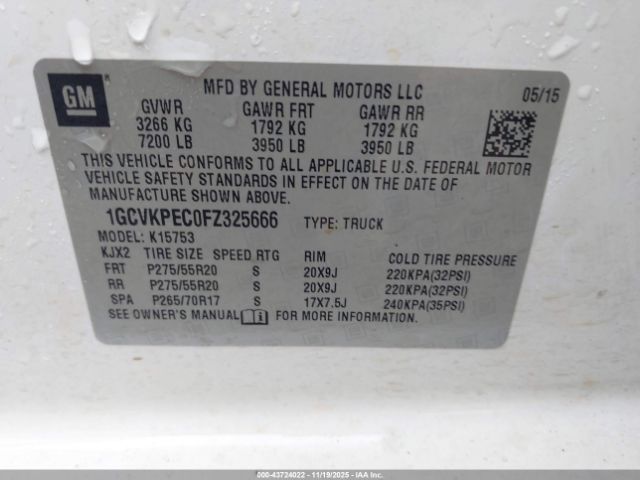 GM
MFD BY GENERAL MOTORS LLC 05/15
GVWR GAWR FRT GAWR RR
3266 KG 1792 KG 1792 KG
7200 LB 3950 LB 3950 LB
THIS VEHICLE CONFORMS TO ALL APPLICABLE U.S. FEDERAL MOTOR
VEHICLE SAFETY STANDARDS IN EFFECT ON THE DATE OF
MANUFACTURE SHOWN ABOVE.
1GCVKPEC0FZ325666 TYPE: TRUCK
MODEL: K15753
KJX2 TIRE SIZE SPEED RTG RIM COLD TIRE PRESSURE
FRT P275/55R20 S 20X9J 220KPA(32PSI)
RR P275/55R20 S 20X9J 220KPA(32PSI)
SPA P265/70R17 S 17X7.5J 240KPA(35PSI)
SEE OWNER'S MANUAL FOR MORE INFORMATION.
000-43724022 - 11/19/2025 - IAAI.COM